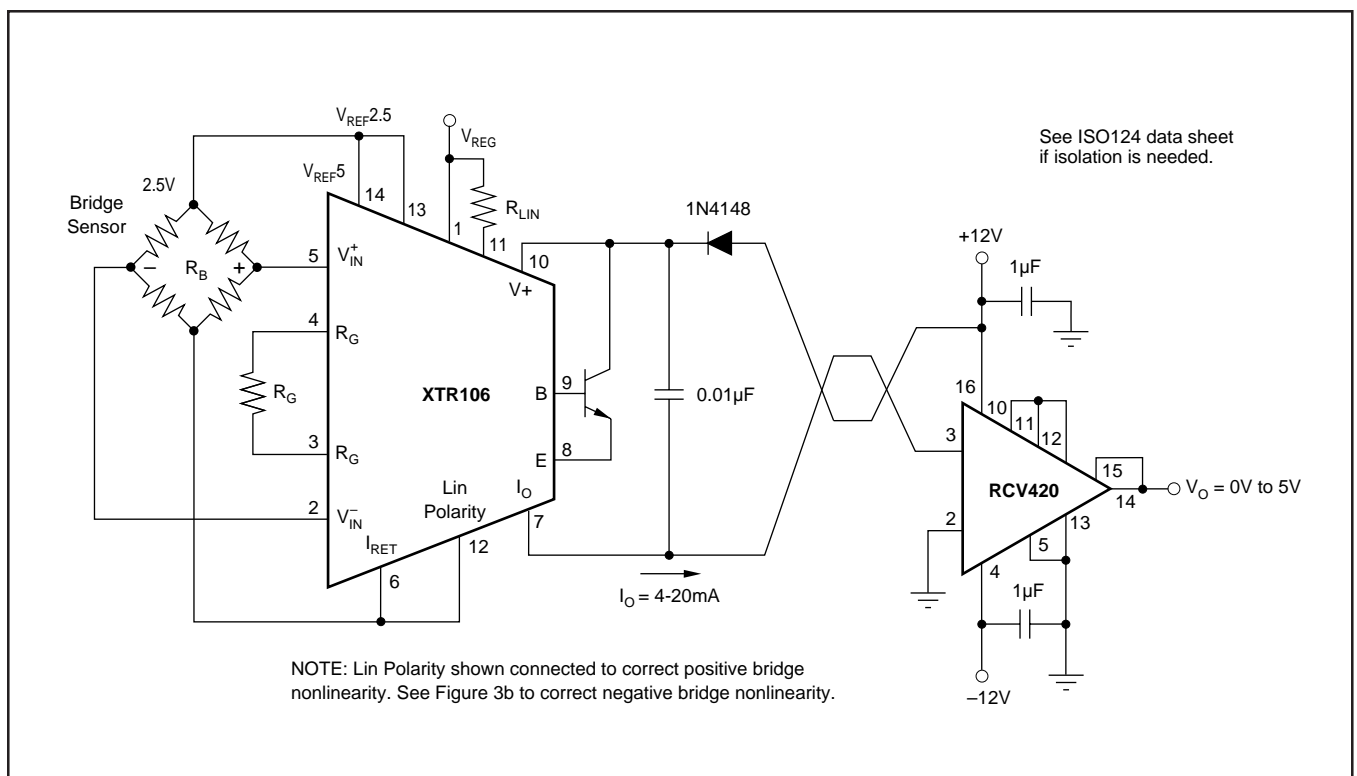 V_REF2.5
V_REG
See ISO124 data sheet
if isolation is needed.
V_REF5
2.5V
14
13
Bridge
Sensor
1
R_LIN
11
1N4148
+12V
10
V+
5
V⁺_IN
R_B
–
+
1µF
4
R_G
R_G
XTR106
B
9
0.01µF
16
10
11
12
3
3
R_G
E
8
15
RCV420
14
V_O = 0V to 5V
Lin
Polarity
I_O
2
V⁻_IN
7
2
13
5
I_RET
12
4
6
I_O = 4-20mA
1µF
NOTE: Lin Polarity shown connected to correct positive bridge
nonlinearity. See Figure 3b to correct negative bridge nonlinearity.
–12V